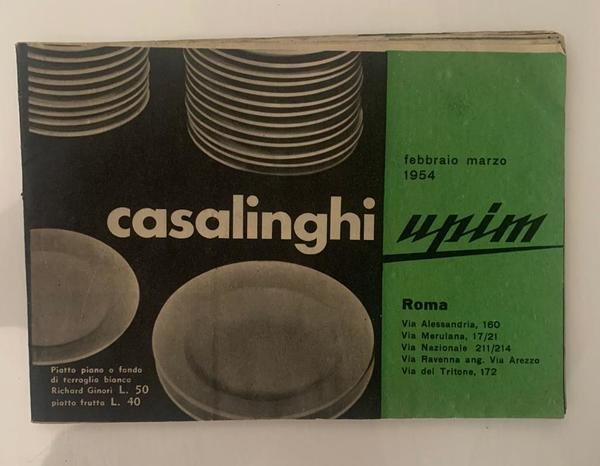 casalinghi
Piatto piano o fondo
di terraglia bianca
Richard Ginori L. 50
piatto frutta L. 40
febbraio marzo
1954
upim
Roma
Via Alessandria, 160
Via Merulana, 17/21
Via Nazionale 211/214
Via Ravenna ang. Via Arezzo
Via del Tritone, 172